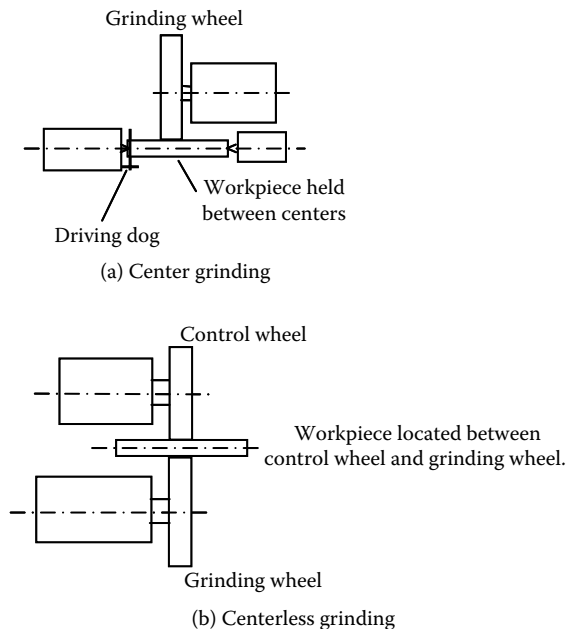 Grinding wheel
Workpiece held
between centers
Driving dog
(a) Center grinding
Control wheel
Workpiece located between
control wheel and grinding wheel.
Grinding wheel
(b) Centerless grinding